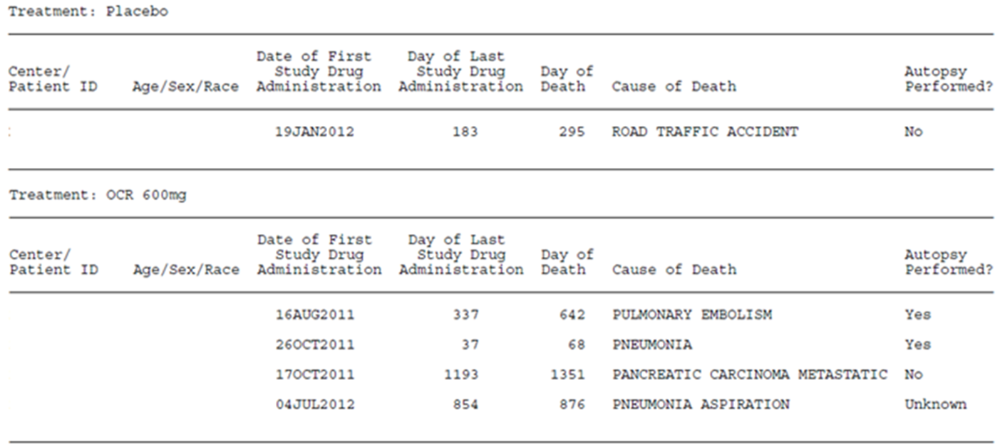 Treatment: Placebo
Date of First Day of Last
Center/ Study Drug Study Drug Day of Autopsy
Patient ID Age/Sex/Race Administration Administration Death Cause of Death Performed?
19JAN2012 183 295 ROAD TRAFFIC ACCIDENT No
Treatment: OCR 600mg
Date of First Day of Last
Center/ Study Drug Study Drug Day of Autopsy
Patient ID Age/Sex/Race Administration Administration Death Cause of Death Performed?
16AUG2011 337 642 PULMONARY EMBOLISM Yes
26OCT2011 37 68 PNEUMONIA Yes
17OCT2011 1193 1351 PANCREATIC CARCINOMA METASTATIC No
04JUL2012 854 876 PNEUMONIA ASPIRATION Unknown